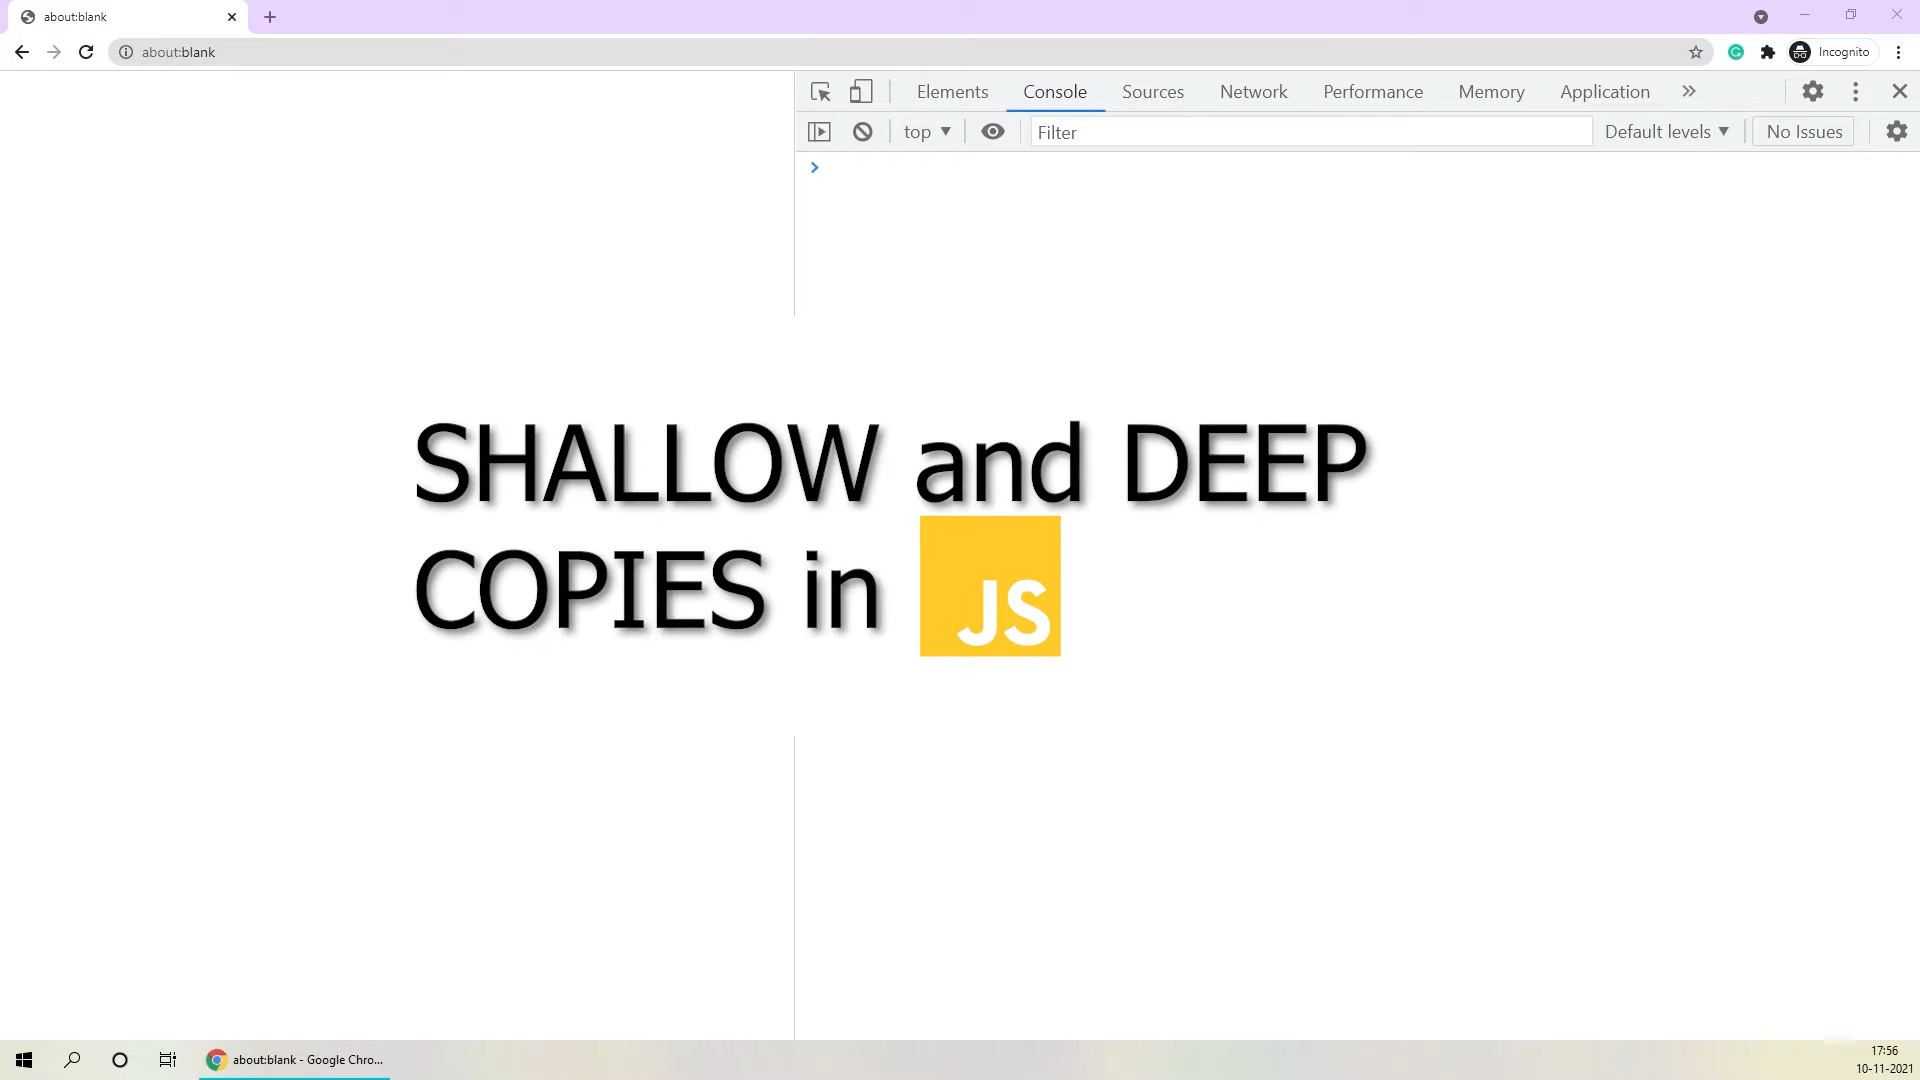 about:blank
about:blank
Incognito
Elements Console Sources Network Performance Memory Application
top Filter Default levels No Issues
SHALLOW and DEEP
COPIES in JS
about:blank - Google Chro...
17:56
10-11-2021